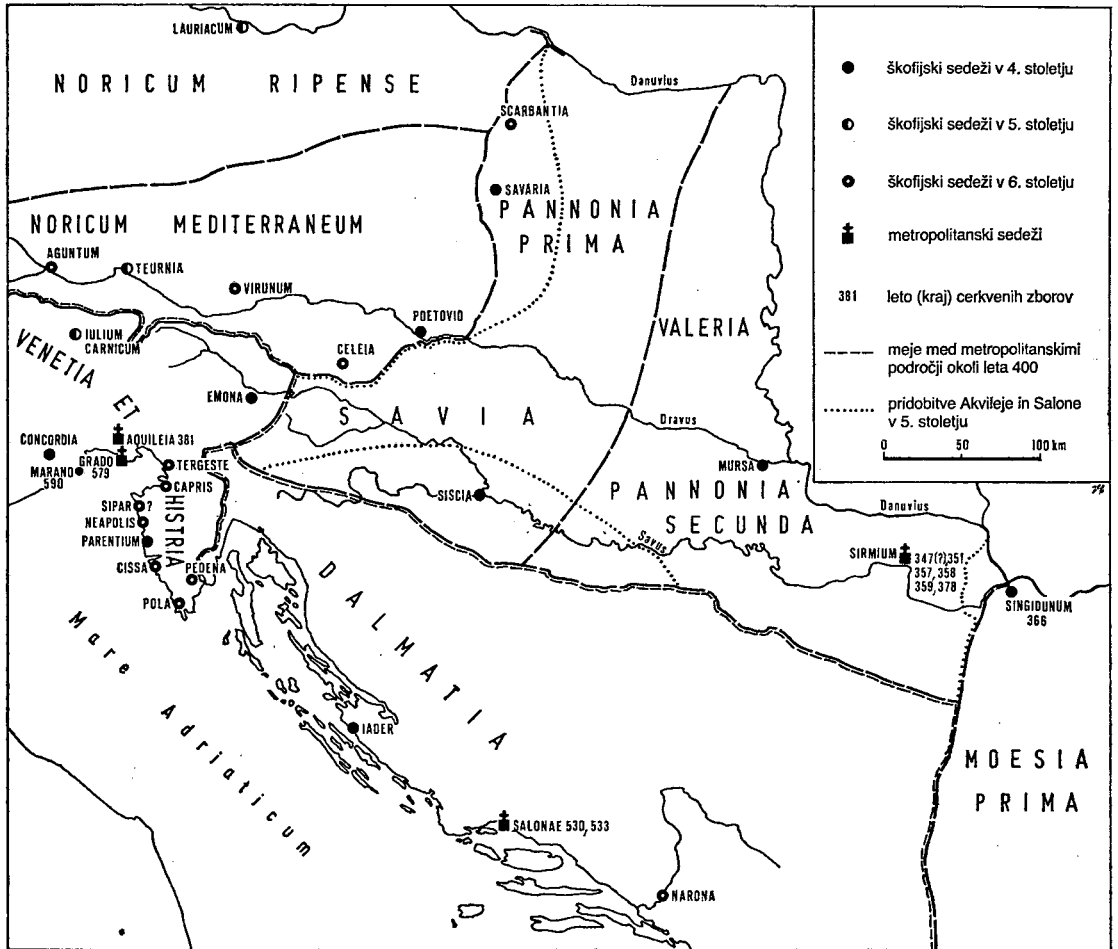 LAURIACUM
NORICUM RIPENSE
Danuvius
SCARBANTIA
SAVARIA
PANNONIA
PRIMA
NORICUM MEDITERRANEUM
AGUNTUM
TEURNIA
VIRUNUM
POETOVIO
VALERIA
IULIUM
CARNICUM
CELEIA
VENETIA ET
HISTRIA
EMONA
SAVIA
Dravus
CONCORDIA
AQUILEIA 381
GRADO
579
MARANO
590
TERGESTE
CAPRIS
SIPAR ?
NEAPOLIS
PARENTIUM
CISSA
PEDENA
POLA
SISCIA
MURSA
PANNONIA
SECUNDA
Danuvius
Savus
SIRMIUM
347(?),351,
357, 358
359, 378
SINGIDUNUM
366
DALMATIA
Mare Adriaticum
IADER
SALONAE 530, 533
NARONA
MOESIA
PRIMA
škofijski sedeži v 4. stoletju
škofijski sedeži v 5. stoletju
škofijski sedeži v 6. stoletju
metropolitanski sedeži
381 leto (kraj) cerkvenih zborov
meje med metropolitanskimi
področji okoli leta 400
pridobitve Akvileje in Salone
v 5. stoletju
0 50 100 km